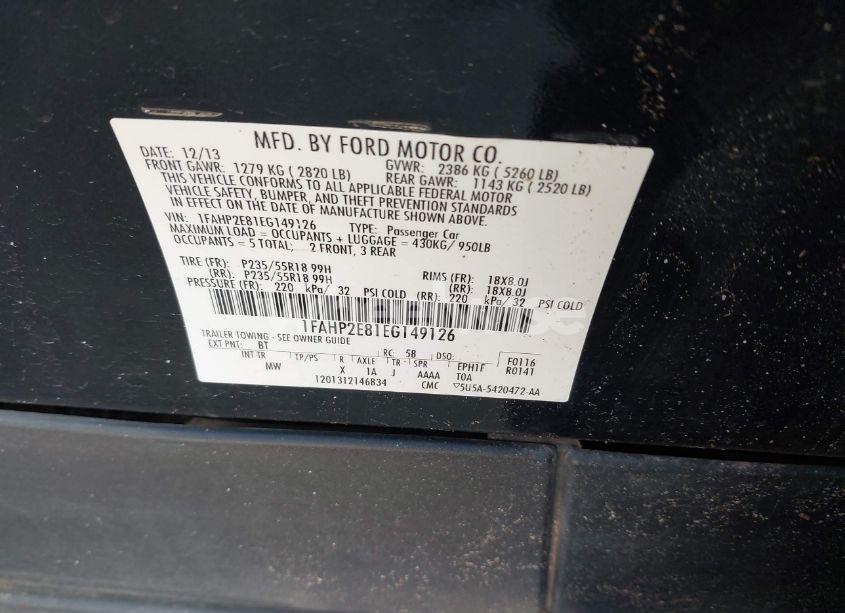 MFD. BY FORD MOTOR CO.
DATE: 12/13 GVWR: 2386 KG ( 5260 LB)
FRONT GAWR: 1279 KG ( 2820 LB) REAR GAWR: 1143 KG ( 2520 LB)
THIS VEHICLE CONFORMS TO ALL APPLICABLE FEDERAL MOTOR
VEHICLE SAFETY, BUMPER, AND THEFT PREVENTION STANDARDS
IN EFFECT ON THE DATE OF MANUFACTURE SHOWN ABOVE.
VIN: 1FAHP2E81EG149126 TYPE: Passenger Car
MAXIMUM LOAD = OCCUPANTS + LUGGAGE = 430KG/ 950LB
OCCUPANTS = 5 TOTAL; 2 FRONT, 3 REAR
TIRE (FR): P235/55R18 99H RIMS (FR): 18X8.0J
(RR): P235/55R18 99H (RR): 18X8.0J
PRESSURE (FR): 220 kPa/ 32 PSI COLD (RR): 220 kPa/ 32 PSI COLD
1FAHP2E81EG149126
TRAILER TOWING - SEE OWNER GUIDE
EXT PNT: BT RC: 58 DSO: F0116
INT TR TP/PS R AXLE TR SPR EPH1F R0141
MW X 1A J AAAA T0A
1201312146834 CMC ▽5U5A-5420472-AA